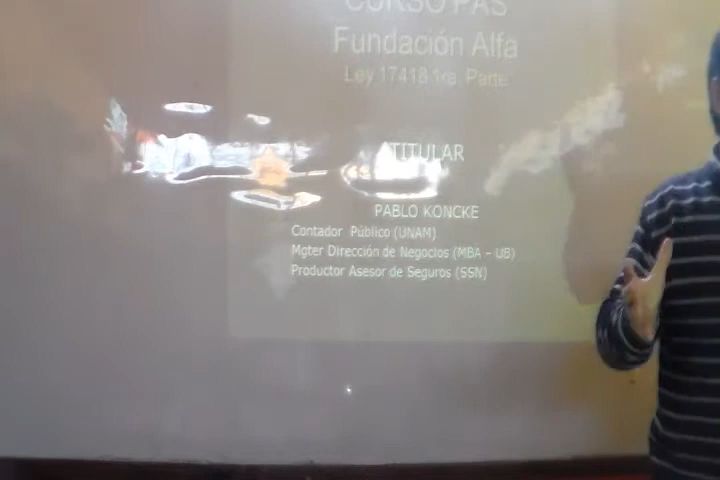 CURSO PAS
Fundación Alfa
Ley 17418 1ra. Parte
TITULAR
PABLO KONCKE
Contador Público (UNAM)
Mgter Dirección de Negocios (MBA - UB)
Productor Asesor de Seguros (SSN)